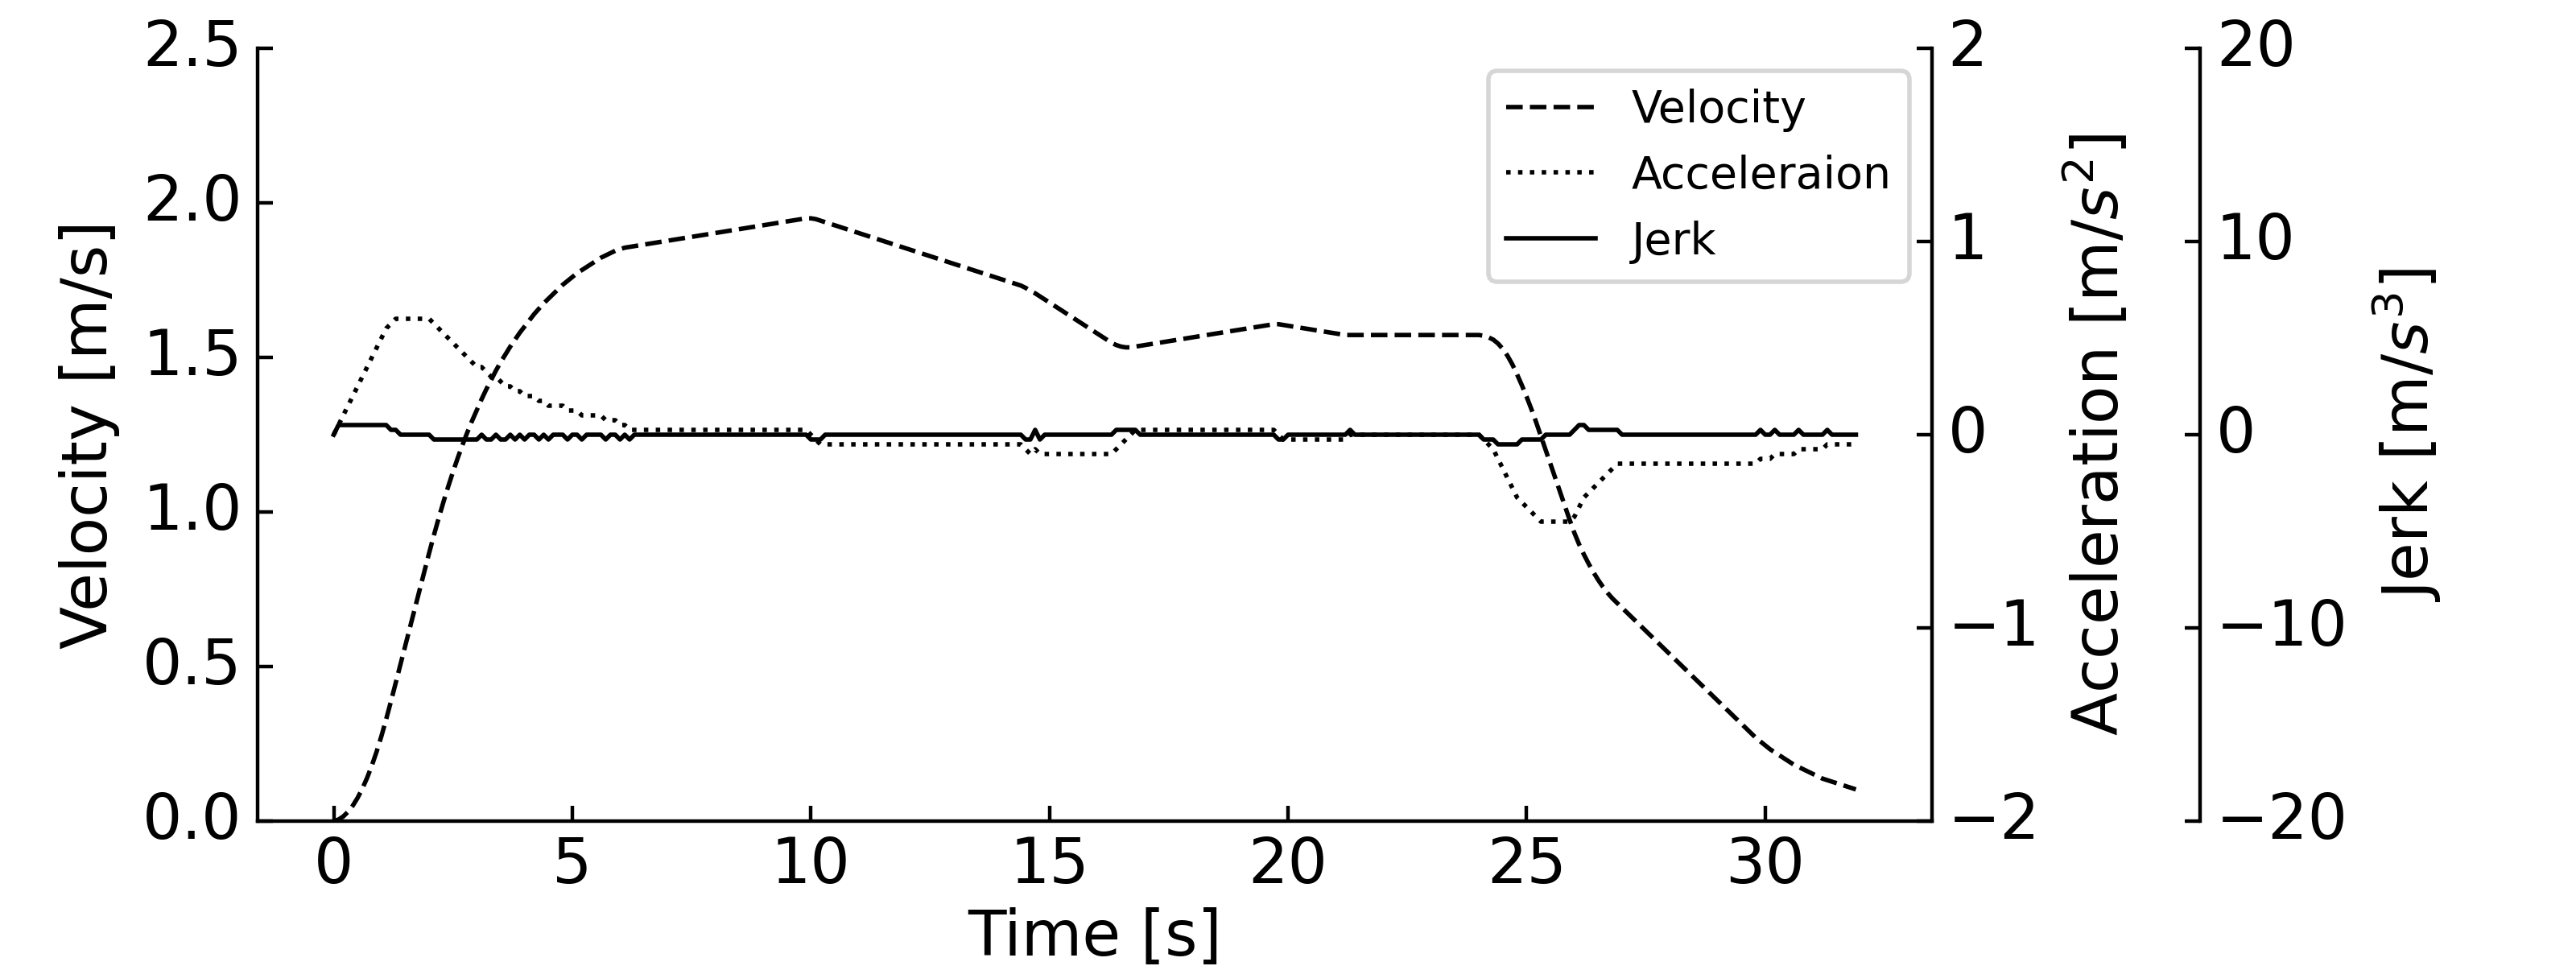 Velocity [m/s]
2.5
2.0
1.5
1.0
0.5
0.0
0 5 10 15 20 25 30
Time [s]
Velocity
Acceleraion
Jerk
2
1
0
−1
−2
Acceleration [m/s²]
20
10
0
−10
−20
Jerk [m/s³]